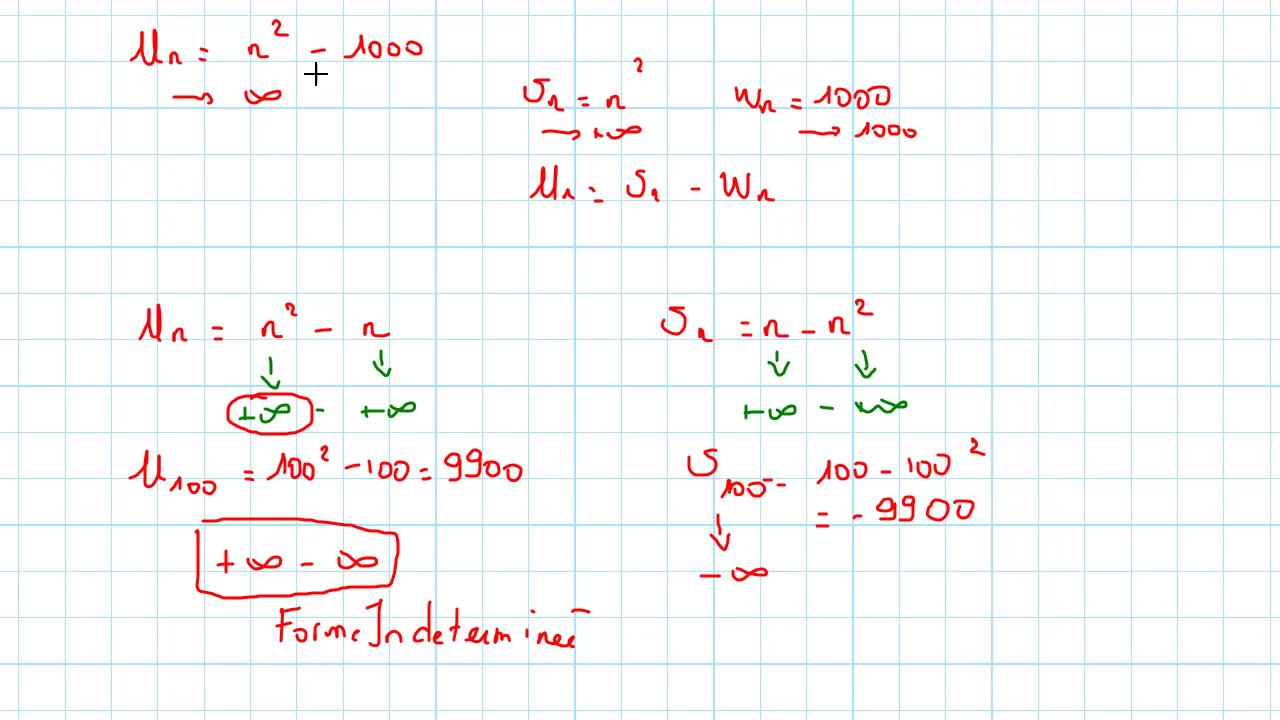 Un = n² - 1000
→ ∞
Vn = n²
→ +∞
Wn = 1000
→ 1000
Un = Vn - Wn
Un = n² - n
↓ ↓
+∞ - +∞
U100 = 100² - 100 = 9900
+∞ - ∞
Forme Indeterminée
Vn = n - n²
↓ ↓
+∞ - +∞
V100 = 100 - 100²
= - 9900
↓
- ∞